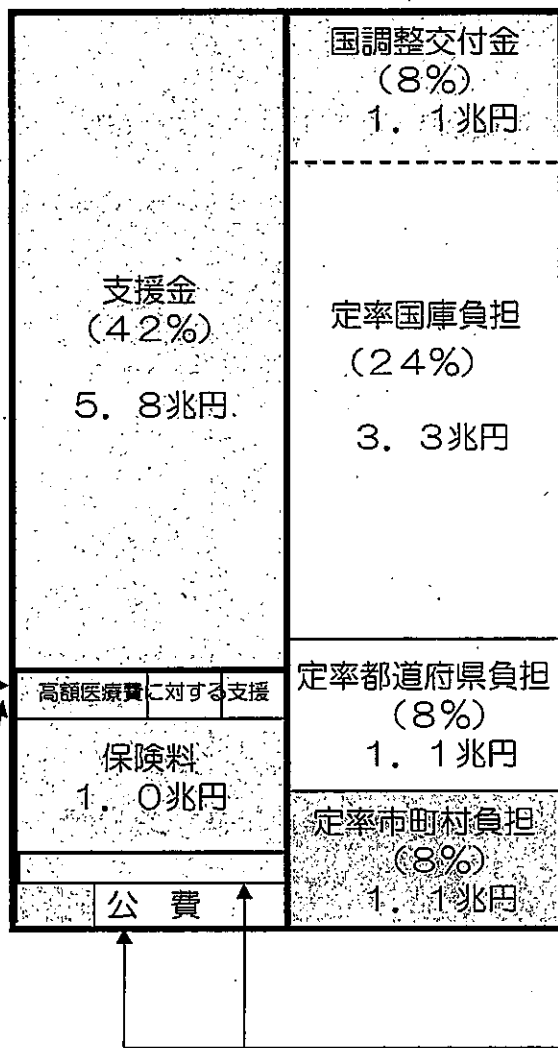 支援金
(42%)
5．8兆円
高額医療費に対する支援
保険料
1．0兆円
公費
国調整交付金
(8%)
1．1兆円
定率国庫負担
(24%)
3．3兆円
定率都道府県負担
(8%)
1．1兆円
定率市町村負担
(8%)
1．1兆円